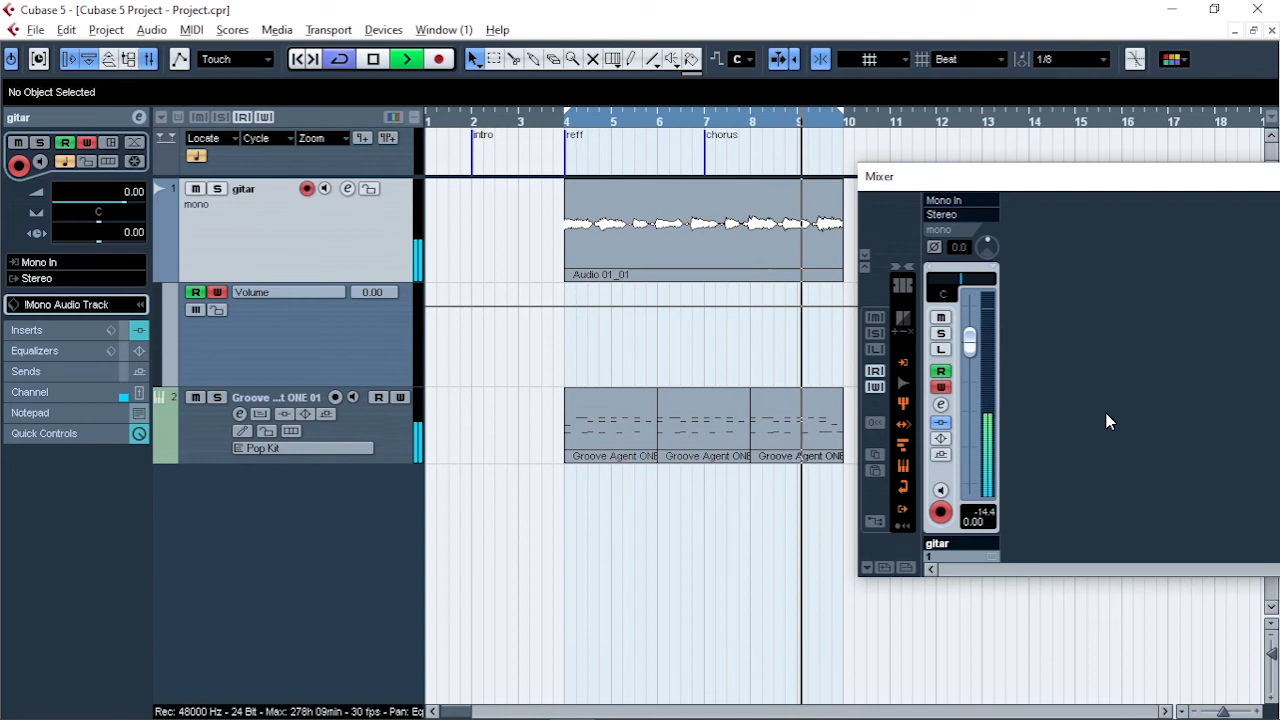 Cubase 5 - [Cubase 5 Project - Project.cpr]
File Edit Project Audio MIDI Scores Media Transport Devices Window (1) Help
Touch C Beat 1/8
No Object Selected
gitar
Locate Cycle Zoom
1 2 3 4 5 6 7 8 9 10 11 12 13 14 15 16 17 18
intro reff chorus
M S R W
0.00
C
0.00
Mono In
Stereo
!Mono Audio Track
Inserts
Equalizers
Sends
Channel
Notepad
Quick Controls
1 M S gitar
mono
R W Volume 0.00
2 M S Groove ...t ONE 01 R W
Pop Kit
Audio 01_01
Groove Agent ONE Groove Agent ONE Groove Agent ONE
Mixer
Mono In
Stereo
mono
0.0
C
M
S
L
R
W
-14.4
0.00
gitar
1
Rec: 48000 Hz - 24 Bit - Max: 278h 09min - 30 fps - Pan: Eq